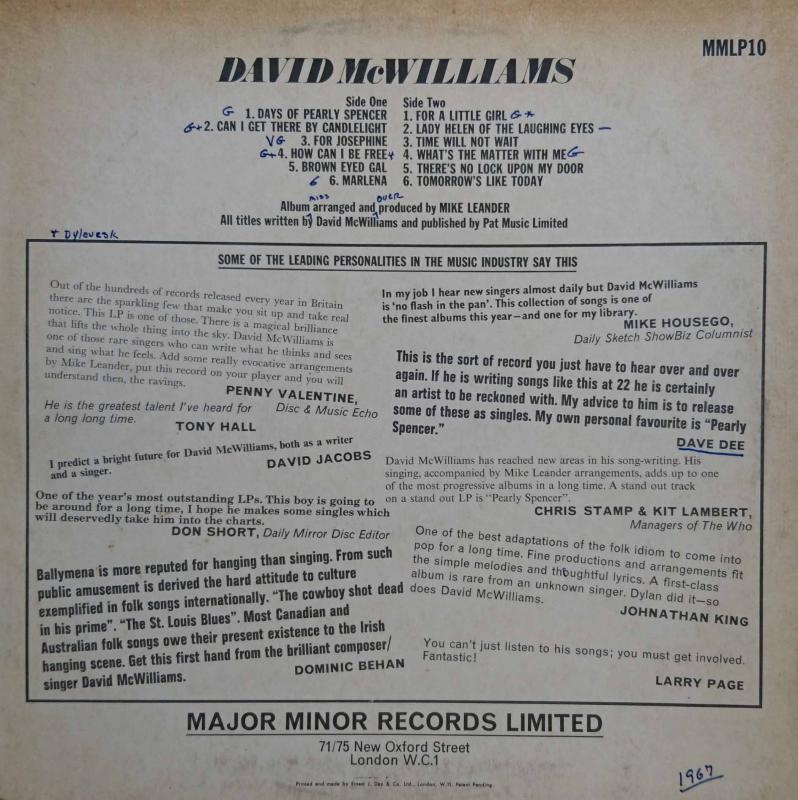 MMLP10
DAVID McWILLIAMS
Side One
G 1. DAYS OF PEARLY SPENCER
G+ 2. CAN I GET THERE BY CANDLELIGHT
VG 3. FOR JOSEPHINE
G+ 4. HOW CAN I BE FREE
5. BROWN EYED GAL
G 6. MARLENA
Side Two
1. FOR A LITTLE GIRL G*
2. LADY HELEN OF THE LAUGHING EYES —
3. TIME WILL NOT WAIT
4. WHAT'S THE MATTER WITH ME G
5. THERE'S NO LOCK UPON MY DOOR
6. TOMORROW'S LIKE TODAY
MISS OVER
Album arranged and produced by MIKE LEANDER
All titles written by David McWilliams and published by Pat Music Limited
+ Dylanesk
SOME OF THE LEADING PERSONALITIES IN THE MUSIC INDUSTRY SAY THIS
Out of the hundreds of records released every year in Britain
there are the sparkling few that make you sit up and take real
notice. This LP is one of those. There is a magical brilliance
that lifts the whole thing into the sky. David McWilliams is
one of those rare singers who can write what he thinks and sees
and sing what he feels. Add some really evocative arrangements
by Mike Leander, put this record on your player and you will
understand then, the ravings.
PENNY VALENTINE,
Disc & Music Echo
He is the greatest talent I've heard for
a long long time.
TONY HALL
I predict a bright future for David McWilliams, both as a writer
and a singer.
DAVID JACOBS
One of the year's most outstanding LPs. This boy is going to
be around for a long time, I hope he makes some singles which
will deservedly take him into the charts.
DON SHORT, Daily Mirror Disc Editor
Ballymena is more reputed for hanging than singing. From such
public amusement is derived the hard attitude to culture
exemplified in folk songs internationally. "The cowboy shot dead
in his prime". "The St. Louis Blues". Most Canadian and
Australian folk songs owe their present existence to the Irish
hanging scene. Get this first hand from the brilliant composer/
singer David McWilliams.
DOMINIC BEHAN
In my job I hear new singers almost daily but David McWilliams
is 'no flash in the pan'. This collection of songs is one of
the finest albums this year—and one for my library.
MIKE HOUSEGO,
Daily Sketch ShowBiz Columnist
This is the sort of record you just have to hear over and over
again. If he is writing songs like this at 22 he is certainly
an artist to be reckoned with. My advice to him is to release
some of these as singles. My own personal favourite is "Pearly
Spencer."
DAVE DEE
David McWilliams has reached new areas in his song-writing. His
singing, accompanied by Mike Leander arrangements, adds up to one
of the most progressive albums in a long time. A stand out track
on a stand out LP is "Pearly Spencer".
CHRIS STAMP & KIT LAMBERT,
Managers of The Who
One of the best adaptations of the folk idiom to come into
pop for a long time. Fine productions and arrangements fit
the simple melodies and thoughtful lyrics. A first-class
album is rare from an unknown singer. Dylan did it—so
does David McWilliams.
JOHNATHAN KING
You can't just listen to his songs; you must get involved.
Fantastic!
LARRY PAGE
MAJOR MINOR RECORDS LIMITED
71/75 New Oxford Street
London W.C.1
Printed and made by Ernest J. Day & Co. Ltd., London, W.11. Patent Pending.
1967